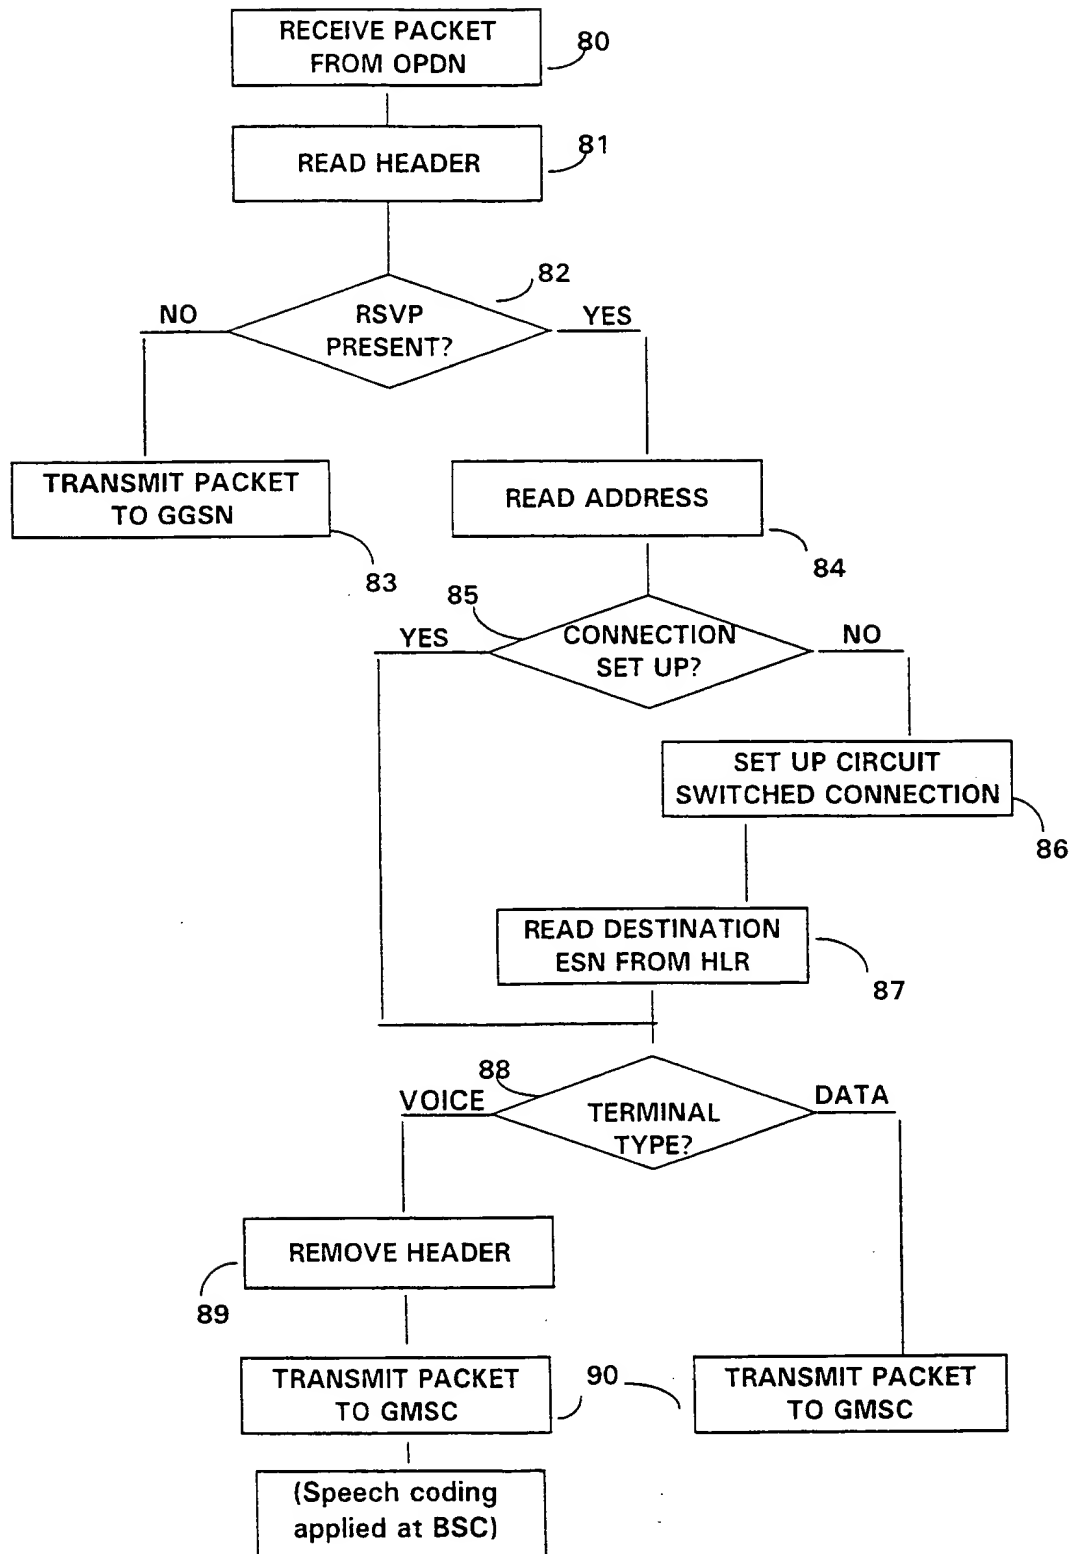 RECEIVE PACKET
FROM OPDN
80
READ HEADER
81
82
NO
RSVP
PRESENT?
YES
TRANSMIT PACKET
TO GGSN
83
READ ADDRESS
84
85
YES
CONNECTION
SET UP?
NO
SET UP CIRCUIT
SWITCHED CONNECTION
86
READ DESTINATION
ESN FROM HLR
87
88
VOICE
TERMINAL
TYPE?
DATA
REMOVE HEADER
89
TRANSMIT PACKET
TO GMSC
90
TRANSMIT PACKET
TO GMSC
(Speech coding
applied at BSC)